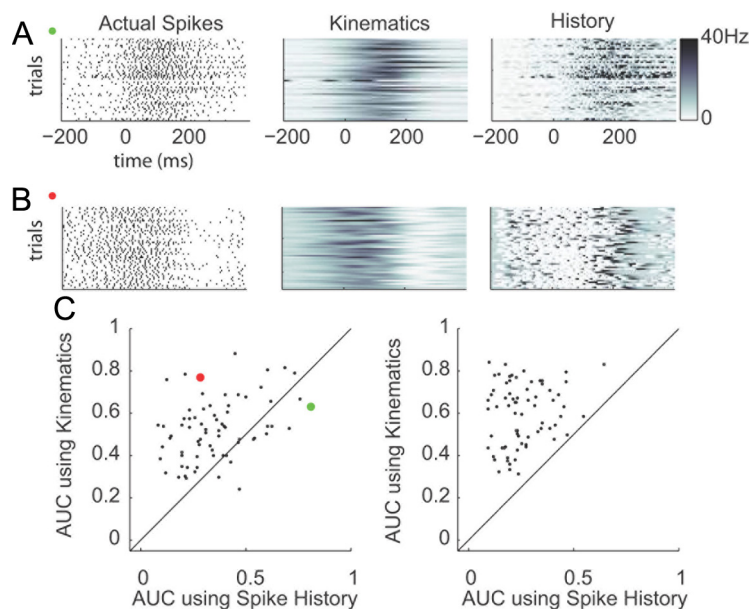 A
Actual Spikes
Kinematics
History
trials
40Hz
0
−200 0 200
−200 0 200
−200 0 200
time (ms)
B
trials
C
AUC using Kinematics
1
0.8
0.6
0.4
0.2
0
0 0.5 1
AUC using Spike History
AUC using Kinematics
1
0.8
0.6
0.4
0.2
0
0 0.5 1
AUC using Spike History